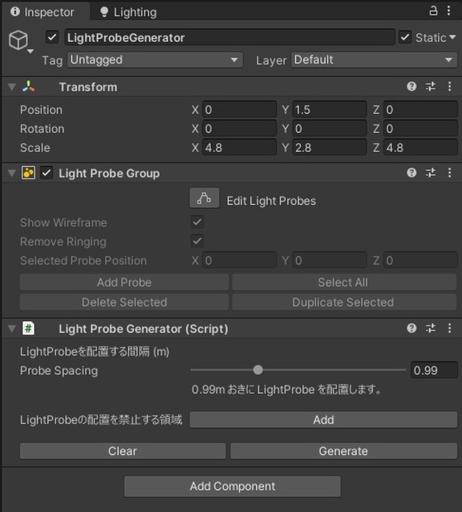 Inspector Lighting
LightProbeGenerator Static
Tag Untagged Layer Default
Transform
Position X 0 Y 1.5 Z 0
Rotation X 0 Y 0 Z 0
Scale X 4.8 Y 2.8 Z 4.8
Light Probe Group
Edit Light Probes
Show Wireframe
Remove Ringing
Selected Probe Position X 0 Y 0 Z 0
Add Probe Select All
Delete Selected Duplicate Selected
# Light Probe Generator (Script)
LightProbeを配置する間隔 (m)
Probe Spacing 0.99
0.99m おきに LightProbe を配置します。
LightProbeの配置を禁止する領域 Add
Clear Generate
Add Component